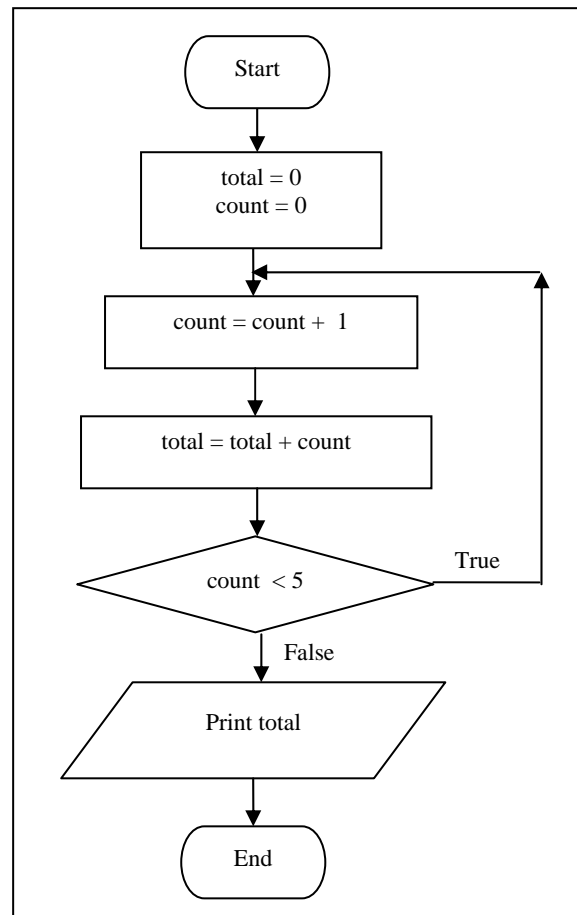 Start
total = 0
count = 0
count = count + 1
total = total + count
count < 5
True
False
Print total
End